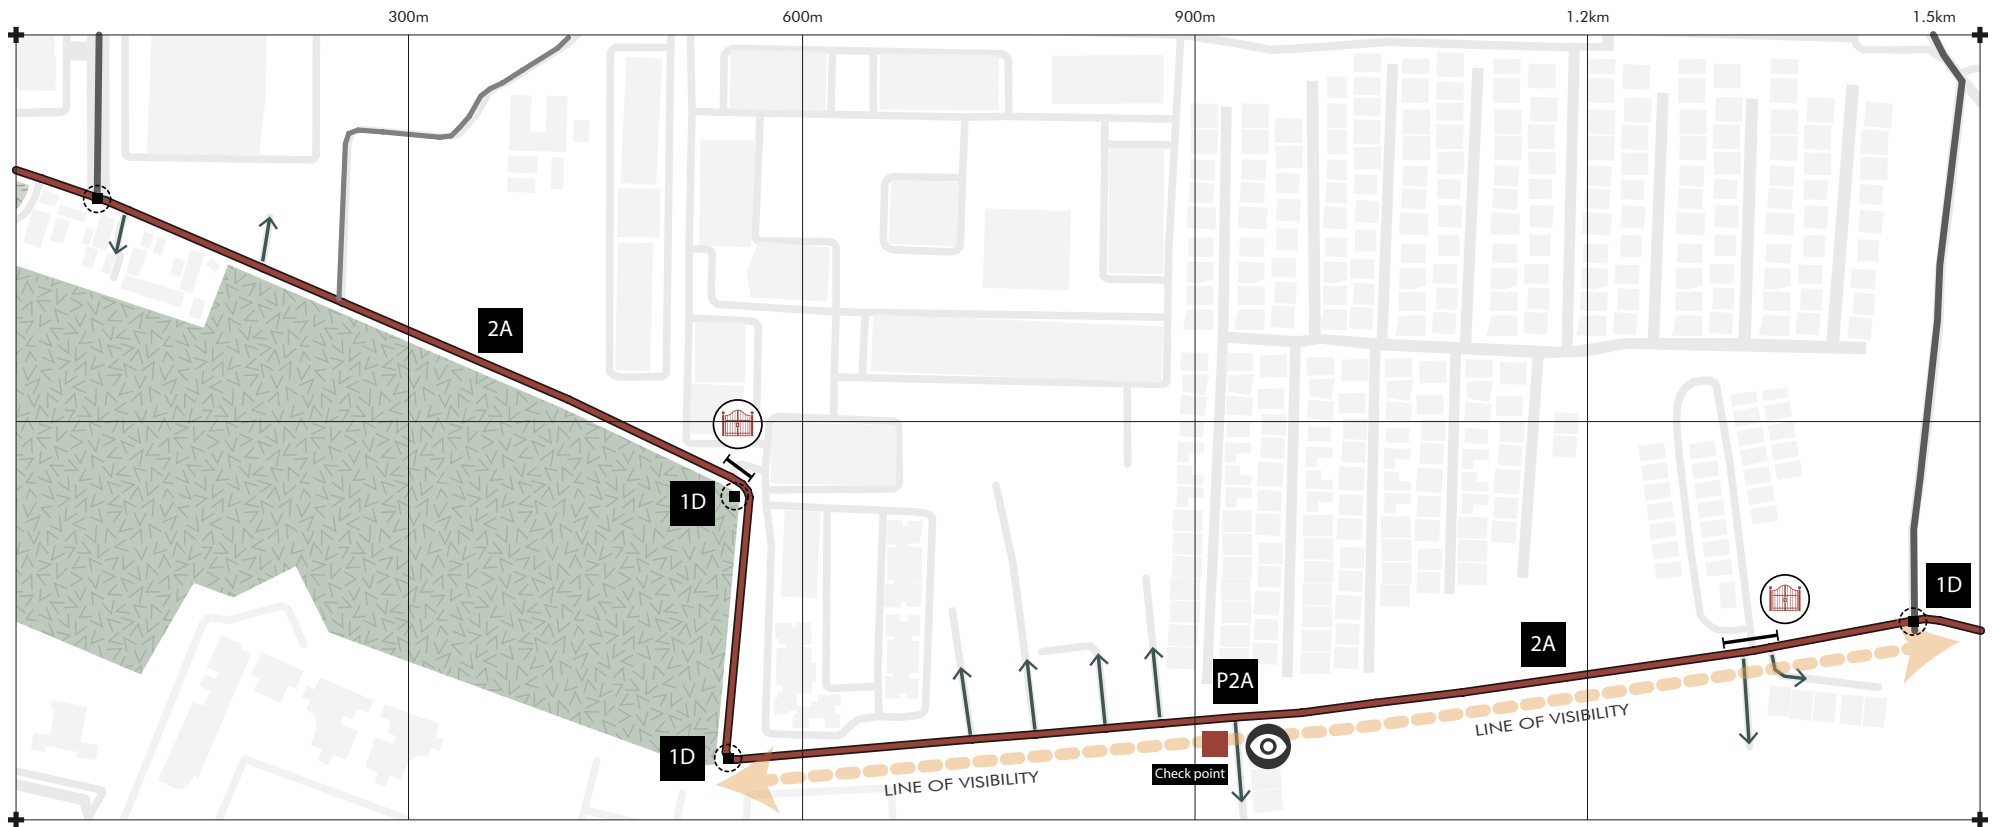 300m
600m
900m
1.2km
1.5km
2A
1D
1D
2A
1D
P2A
Check point
LINE OF VISIBILITY
LINE OF VISIBILITY